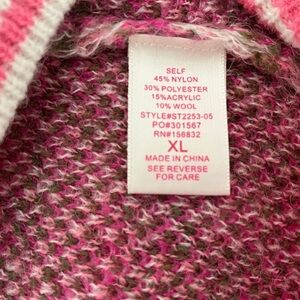 SELF
45% NYLON
30% POLYESTER
15%ACRYLIC
10% WOOL
STYLE#ST2253-05
PO#301567
RN#156832
XL
MADE IN CHINA
SEE REVERSE
FOR CARE